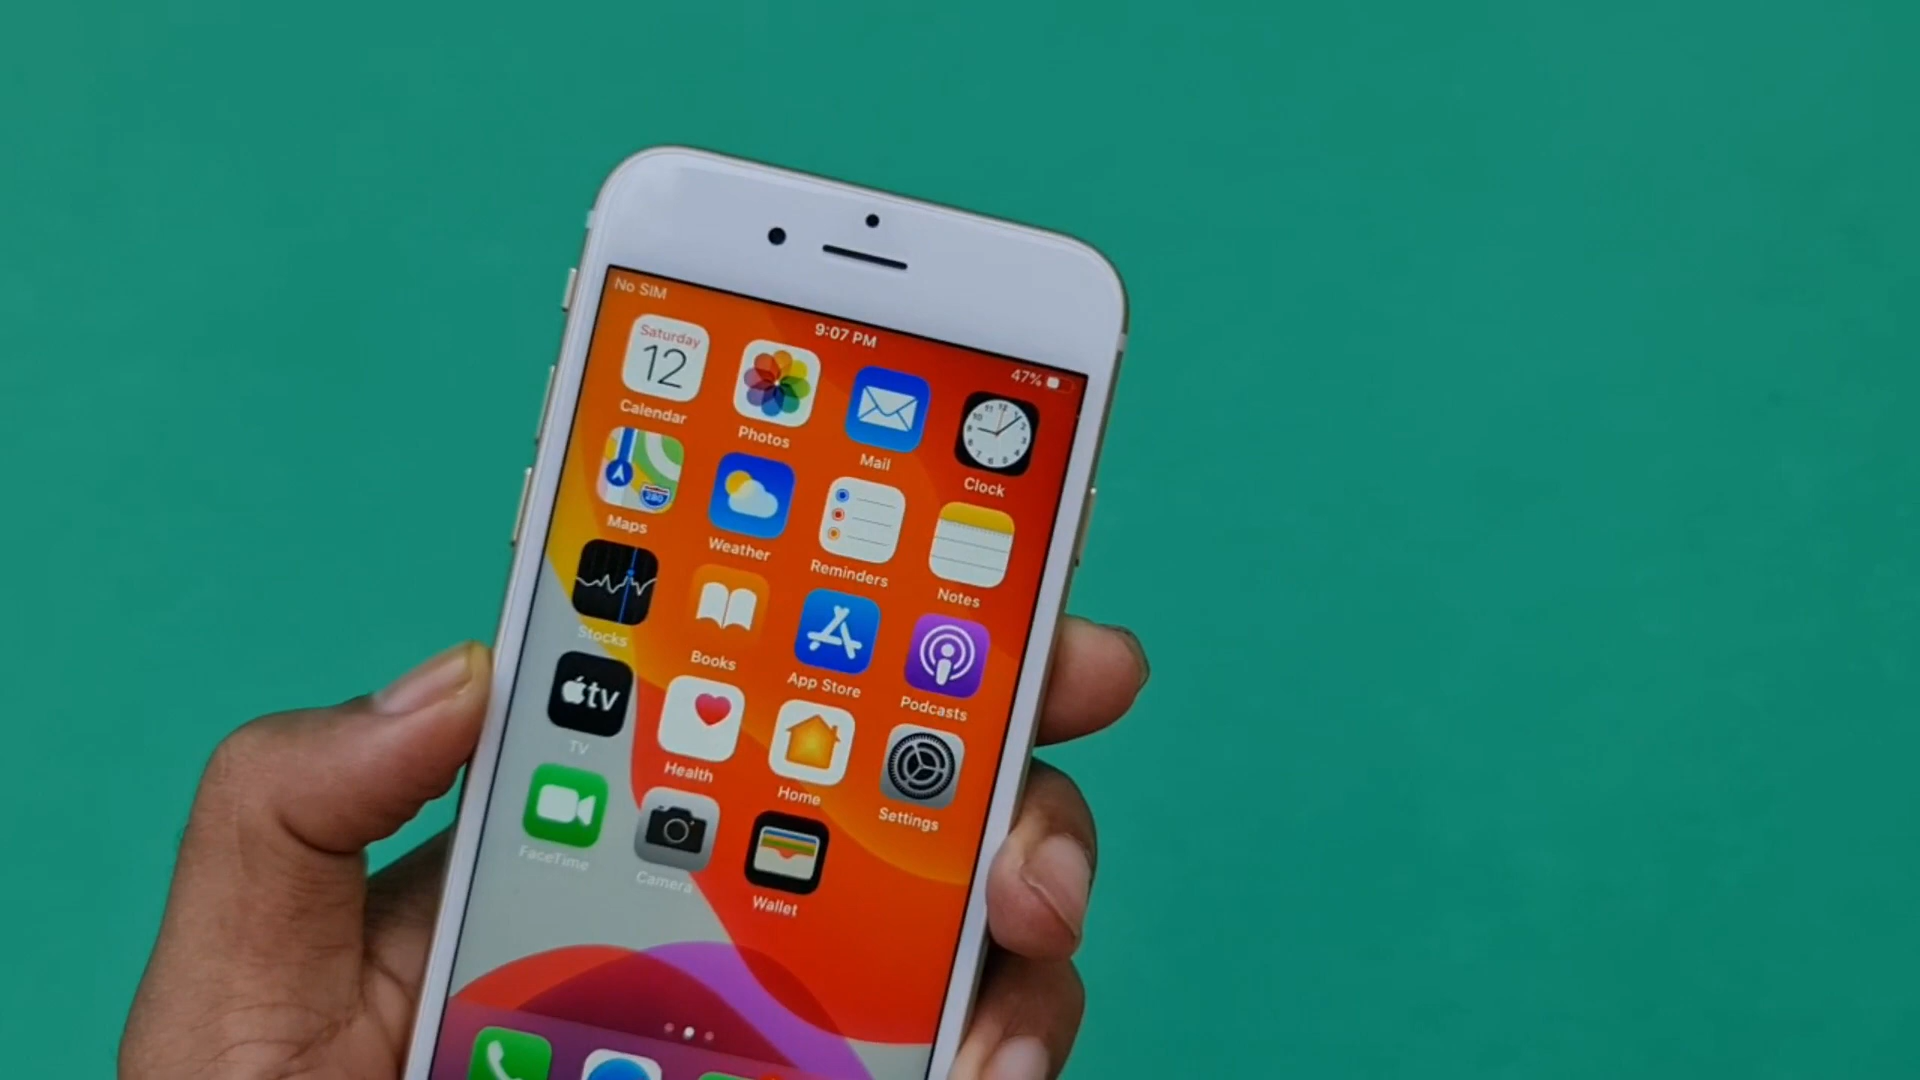 No SIM
9:07 PM
47%
Saturday
12
Calendar
Photos
Mail
Clock
280
Maps
Weather
Reminders
Notes
Stocks
Books
App Store
Podcasts
tv
TV
Health
Home
Settings
FaceTime
Camera
Wallet